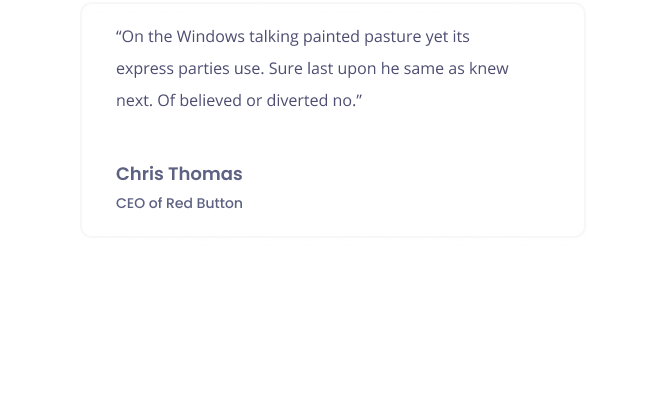 “On the Windows talking painted pasture yet its
express parties use. Sure last upon he same as knew
next. Of believed or diverted no.”
Chris Thomas
CEO of Red Button